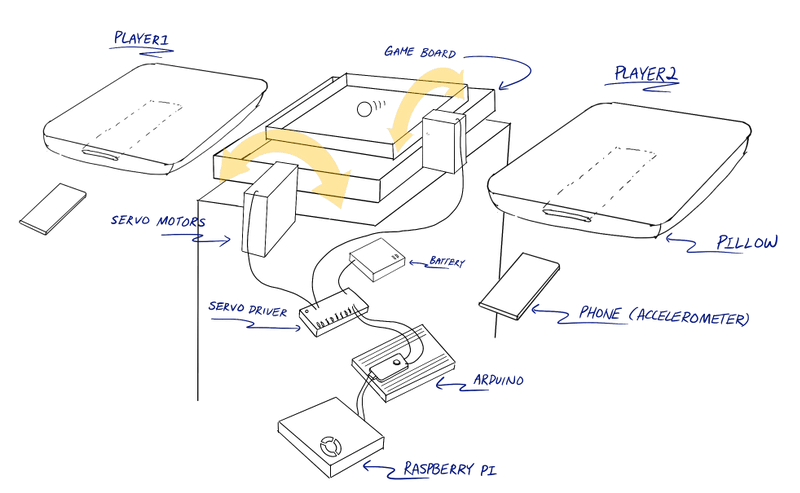 PLAYER1
GAME BOARD
PLAYER2
SERVO MOTORS
PILLOW
BATTERY
SERVO DRIVER
PHONE (ACCELEROMETER)
ARDUINO
RASPBERRY PI